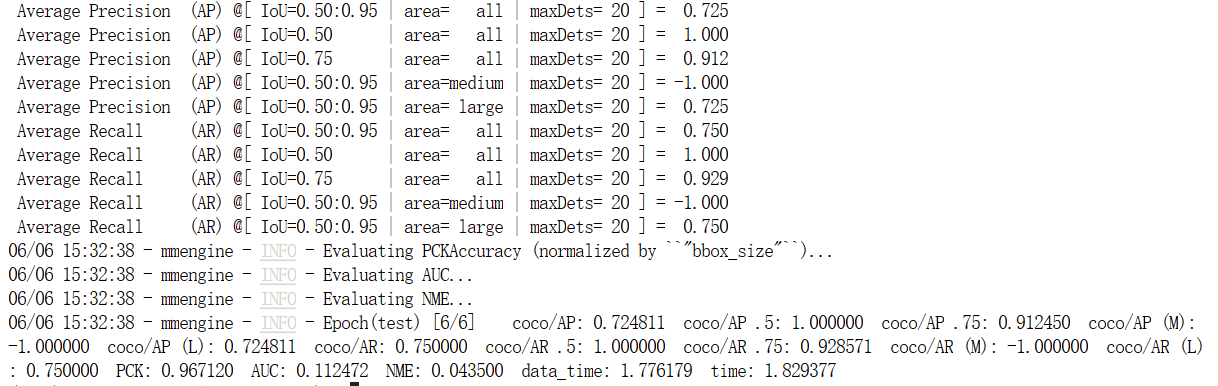 Average Precision  (AP) @[ IoU=0.50:0.95 | area=   all | maxDets= 20 ] =  0.725
Average Precision  (AP) @[ IoU=0.50      | area=   all | maxDets= 20 ] =  1.000
Average Precision  (AP) @[ IoU=0.75      | area=   all | maxDets= 20 ] =  0.912
Average Precision  (AP) @[ IoU=0.50:0.95 | area=medium | maxDets= 20 ] = -1.000
Average Precision  (AP) @[ IoU=0.50:0.95 | area= large | maxDets= 20 ] =  0.725
Average Recall     (AR) @[ IoU=0.50:0.95 | area=   all | maxDets= 20 ] =  0.750
Average Recall     (AR) @[ IoU=0.50      | area=   all | maxDets= 20 ] =  1.000
Average Recall     (AR) @[ IoU=0.75      | area=   all | maxDets= 20 ] =  0.929
Average Recall     (AR) @[ IoU=0.50:0.95 | area=medium | maxDets= 20 ] = -1.000
Average Recall     (AR) @[ IoU=0.50:0.95 | area= large | maxDets= 20 ] =  0.750
06/06 15:32:38 - mmengine - INFO - Evaluating PCKAccuracy (normalized by ``"bbox_size"``)...
06/06 15:32:38 - mmengine - INFO - Evaluating AUC...
06/06 15:32:38 - mmengine - INFO - Evaluating NME...
06/06 15:32:38 - mmengine - INFO - Epoch(test) [6/6]    coco/AP: 0.724811  coco/AP .5: 1.000000  coco/AP .75: 0.912450  coco/AP (M):
-1.000000  coco/AP (L): 0.724811  coco/AR: 0.750000  coco/AR .5: 1.000000  coco/AR .75: 0.928571  coco/AR (M): -1.000000  coco/AR (L)
: 0.750000  PCK: 0.967120  AUC: 0.112472  NME: 0.043500  data_time: 1.776179  time: 1.829377